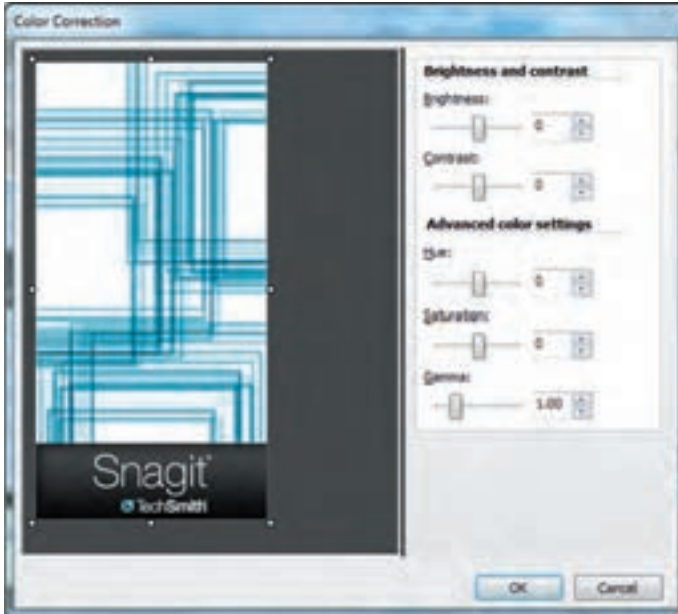 Color Correction
Brightness and contrast
Brightness:
0
Contrast:
0
Advanced color settings
Hue:
0
Saturation:
0
Gamma:
1.00
Snagit®
TechSmith
OK
Cancel